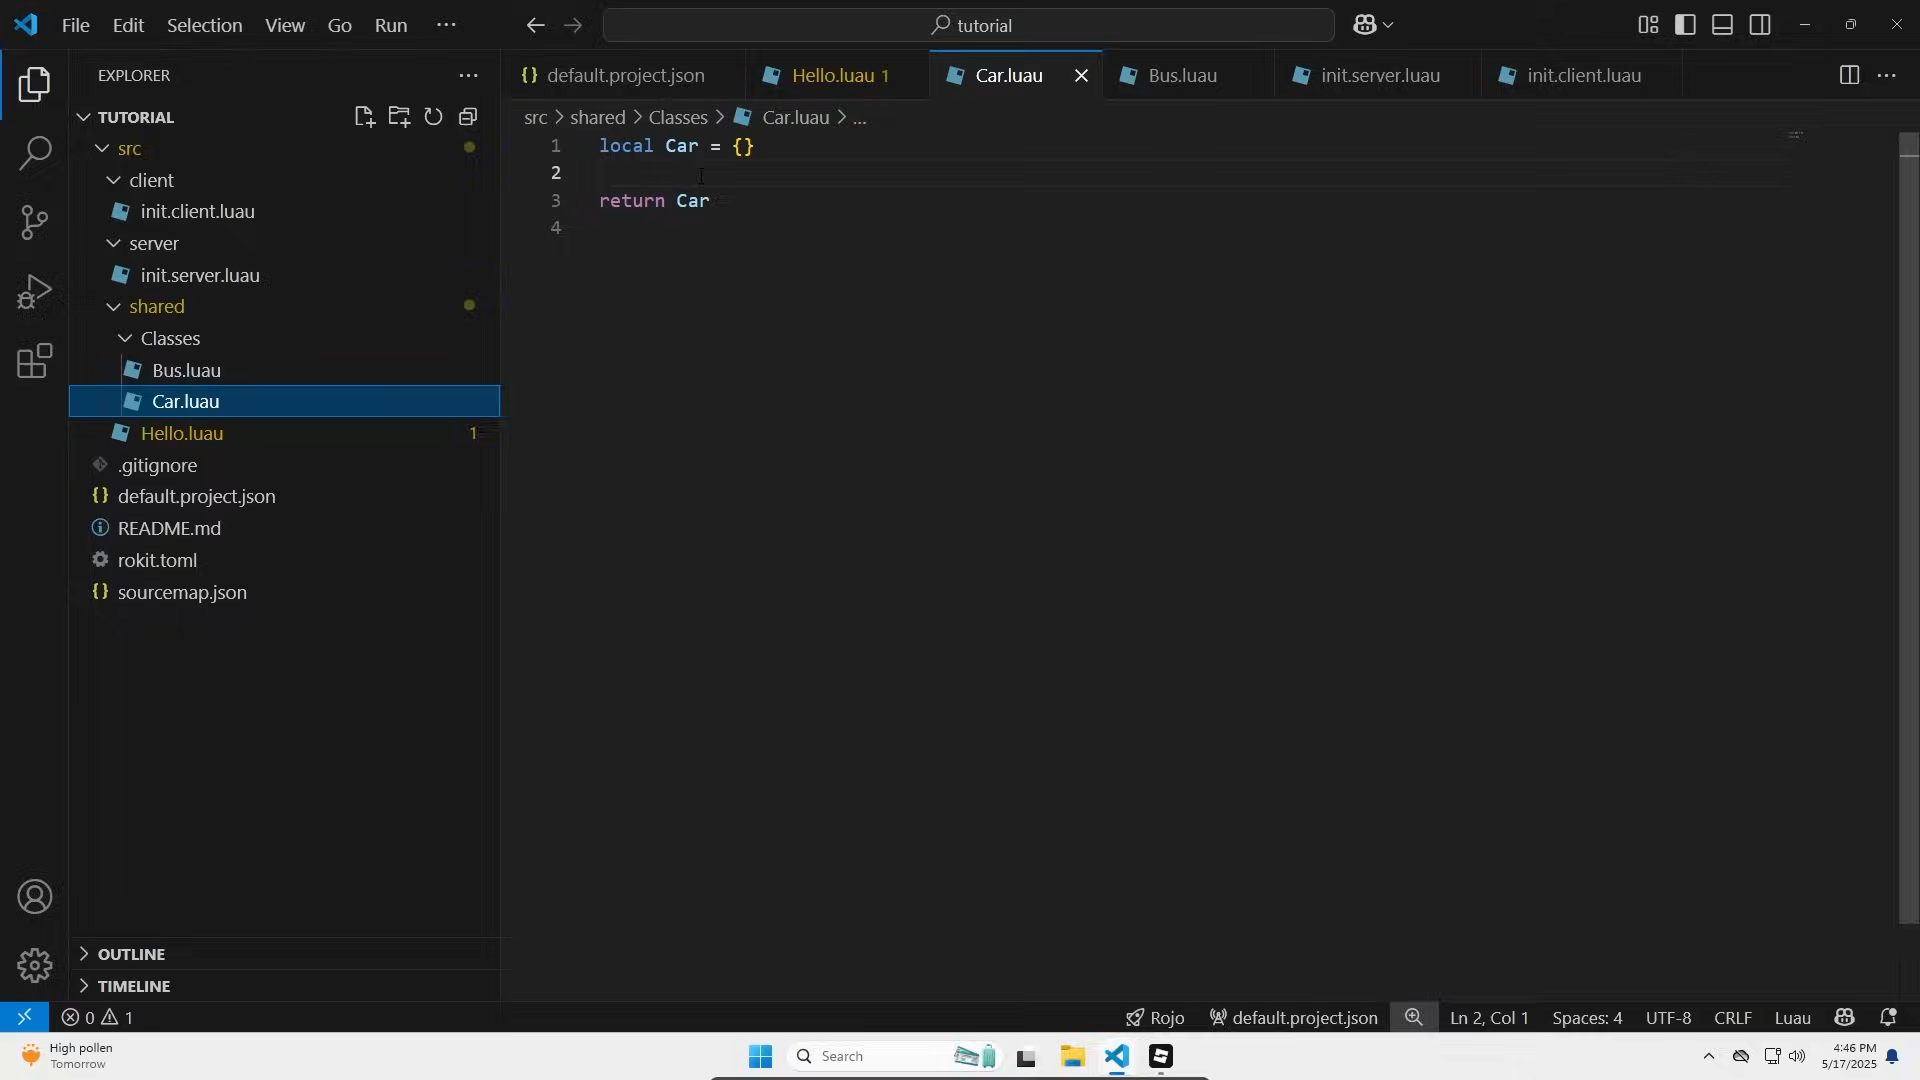 File Edit Selection View Go Run ··· tutorial
EXPLORER ···
default.project.json Hello.luau 1 Car.luau Bus.luau init.server.luau init.client.luau ···
TUTORIAL
src > shared > Classes > Car.luau > ...
src
client
init.client.luau
server
init.server.luau
shared
Classes
Bus.luau
Car.luau
Hello.luau 1
.gitignore
default.project.json
README.md
rokit.toml
sourcemap.json
OUTLINE
TIMELINE
1 local Car = {}
2
3 return Car
4
0 1 Rojo default.project.json Ln 2, Col 1 Spaces: 4 UTF-8 CRLF Luau
High pollen
Tomorrow
Search
4:46 PM
5/17/2025